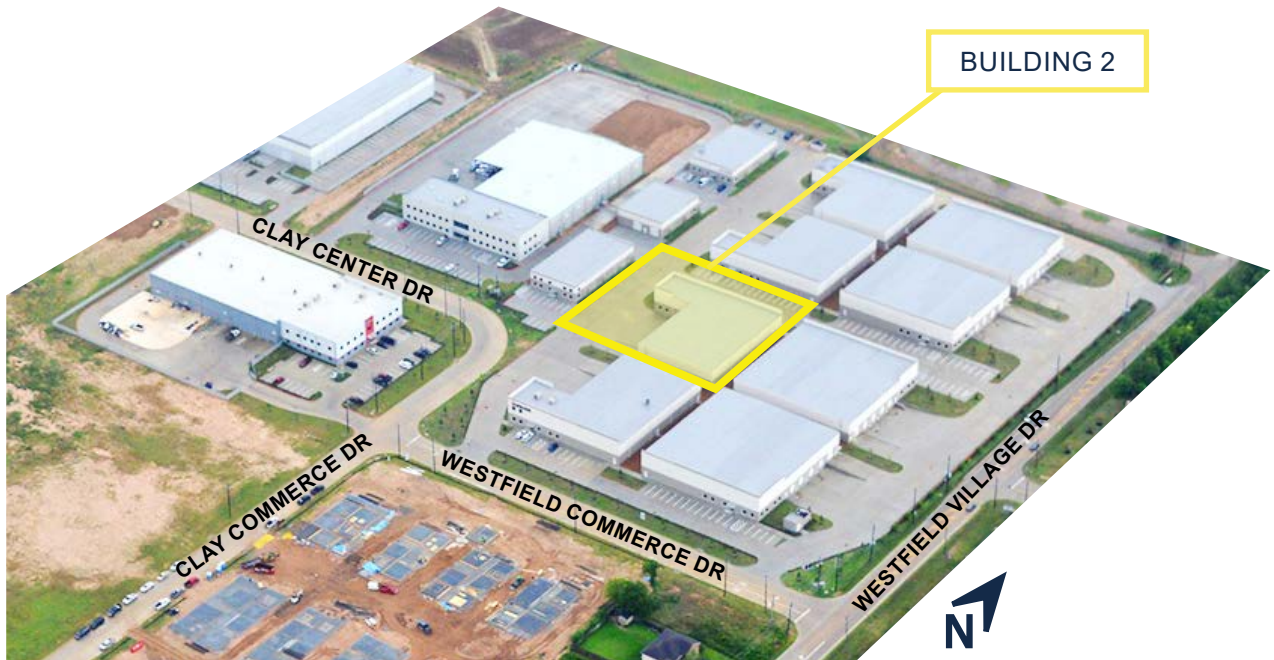 BUILDING 2
CLAY CENTER DR
CLAY COMMERCE DR
WESTFIELD COMMERCE DR
WESTFIELD VILLAGE DR
N